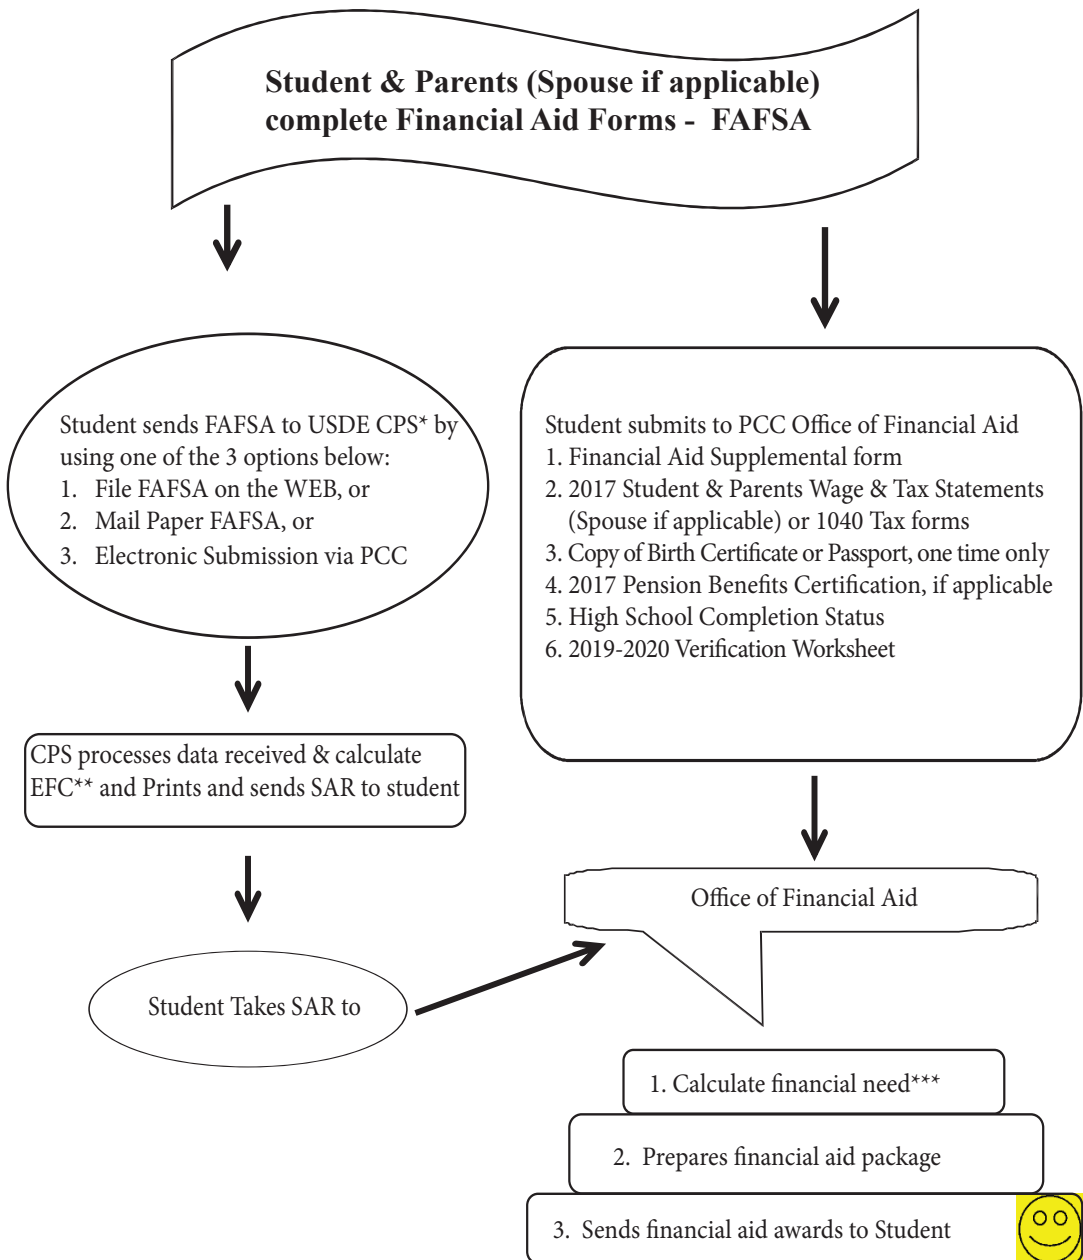 Student & Parents (Spouse if applicable)
complete Financial Aid Forms -  FAFSA
Student sends FAFSA to USDE CPS* by
using one of the 3 options below:
1. File FAFSA on the WEB, or
2. Mail Paper FAFSA, or
3. Electronic Submission via PCC
CPS processes data received & calculate
EFC** and Prints and sends SAR to student
Student Takes SAR to
Student submits to PCC Office of Financial Aid
1. Financial Aid Supplemental form
2. 2017 Student & Parents Wage & Tax Statements
(Spouse if applicable) or 1040 Tax forms
3. Copy of Birth Certificate or Passport, one time only
4. 2017 Pension Benefits Certification, if applicable
5. High School Completion Status
6. 2019-2020 Verification Worksheet
Office of Financial Aid
1. Calculate financial need***
2. Prepares financial aid package
3. Sends financial aid awards to Student